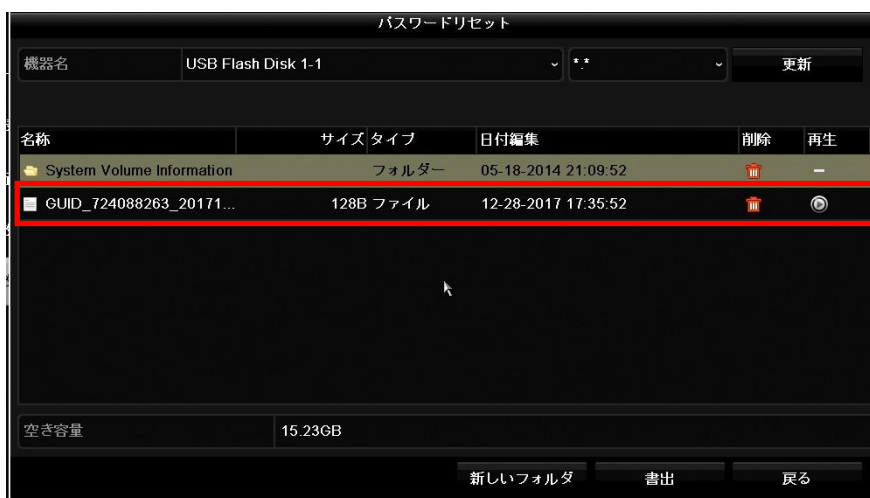 パスワードリセット
機器名 USB Flash Disk 1-1 *.* 更新
名称 サイズ タイプ 日付編集 削除 再生
System Volume Information フォルダー 05-18-2014 21:09:52 –
GUID_724088263_20171... 128B ファイル 12-28-2017 17:35:52
空き容量 15.23GB
新しいフォルダ 書出 戻る